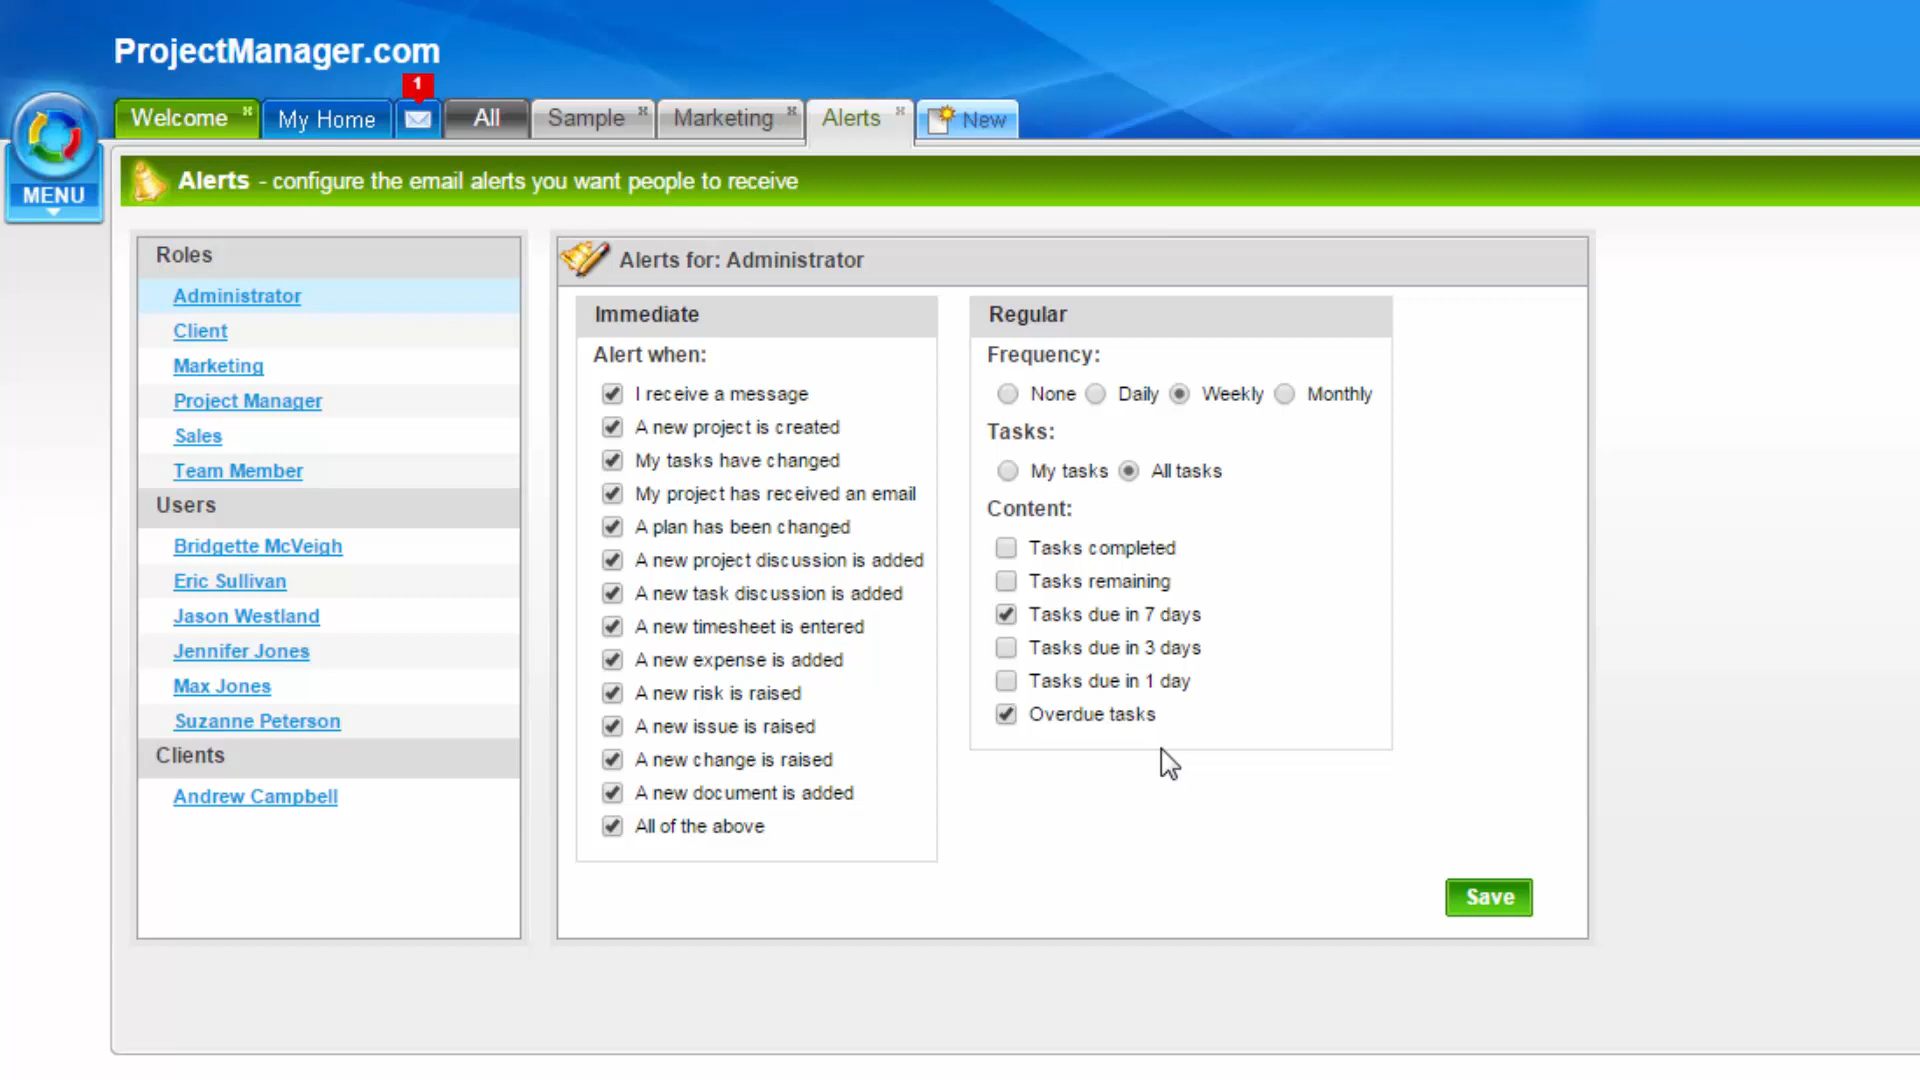 ProjectManager.com
1
Welcome x My Home All Sample x Marketing x Alerts x New
MENU
Alerts - configure the email alerts you want people to receive
Roles
Administrator
Client
Marketing
Project Manager
Sales
Team Member
Users
Bridgette McVeigh
Eric Sullivan
Jason Westland
Jennifer Jones
Max Jones
Suzanne Peterson
Clients
Andrew Campbell
Alerts for: Administrator
Immediate
Alert when:
I receive a message
A new project is created
My tasks have changed
My project has received an email
A plan has been changed
A new project discussion is added
A new task discussion is added
A new timesheet is entered
A new expense is added
A new risk is raised
A new issue is raised
A new change is raised
A new document is added
All of the above
Regular
Frequency:
None Daily Weekly Monthly
Tasks:
My tasks All tasks
Content:
Tasks completed
Tasks remaining
Tasks due in 7 days
Tasks due in 3 days
Tasks due in 1 day
Overdue tasks
Save